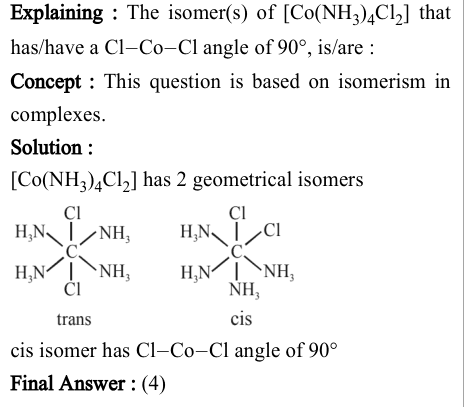 Explaining : The isomer(s) of [Co(NH₃)₄Cl₂] that
has/have a Cl–Co–Cl angle of 90°, is/are :
Concept : This question is based on isomerism in
complexes.
Solution :
[Co(NH₃)₄Cl₂] has 2 geometrical isomers
Cl Cl
H₃N NH₃ H₃N Cl
C C
H₃N NH₃ H₃N NH₃
Cl NH₃
trans cis
cis isomer has Cl–Co–Cl angle of 90°
Final Answer : (4)